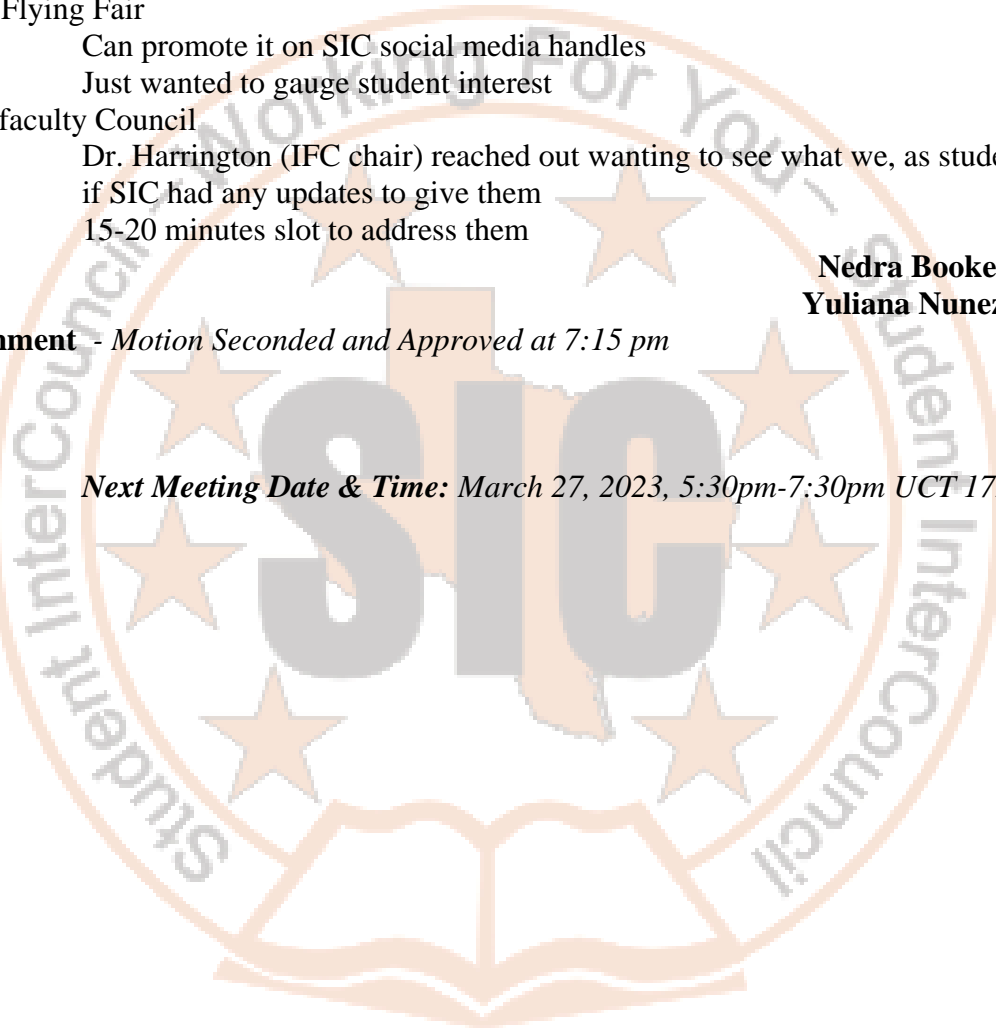 Flying Fair
Can promote it on SIC social media handles
Just wanted to gauge student interest
faculty Council
Dr. Harrington (IFC chair) reached out wanting to see what we, as stude
if SIC had any updates to give them
15-20 minutes slot to address them
Nedra Booke
Yuliana Nunez
nment - Motion Seconded and Approved at 7:15 pm
Next Meeting Date & Time: March 27, 2023, 5:30pm-7:30pm UCT 17
Student InterCouncil -Working For You- Student InterCouncil
SIC